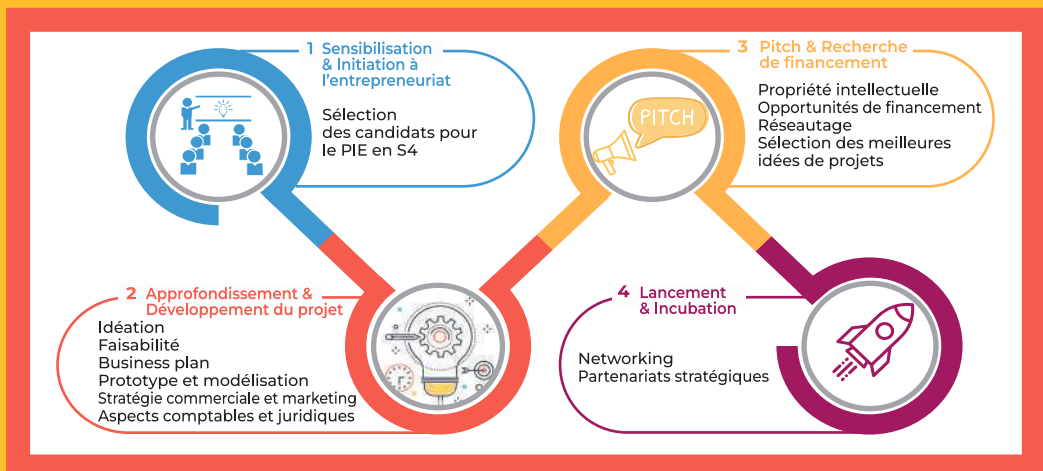 1 Sensibilisation
& Initiation à
l'entrepreneuriat
Sélection
des candidats pour
le PIE en S4
2 Approfondissement &
Développement du projet
Idéation
Faisabilité
Business plan
Prototype et modélisation
Stratégie commerciale et marketing
Aspects comptables et juridiques
3 Pitch & Recherche
de financement
PITCH
Propriété intellectuelle
Opportunités de financement
Réseautage
Sélection des meilleures
idées de projets
4 Lancement
& Incubation
Networking
Partenariats stratégiques